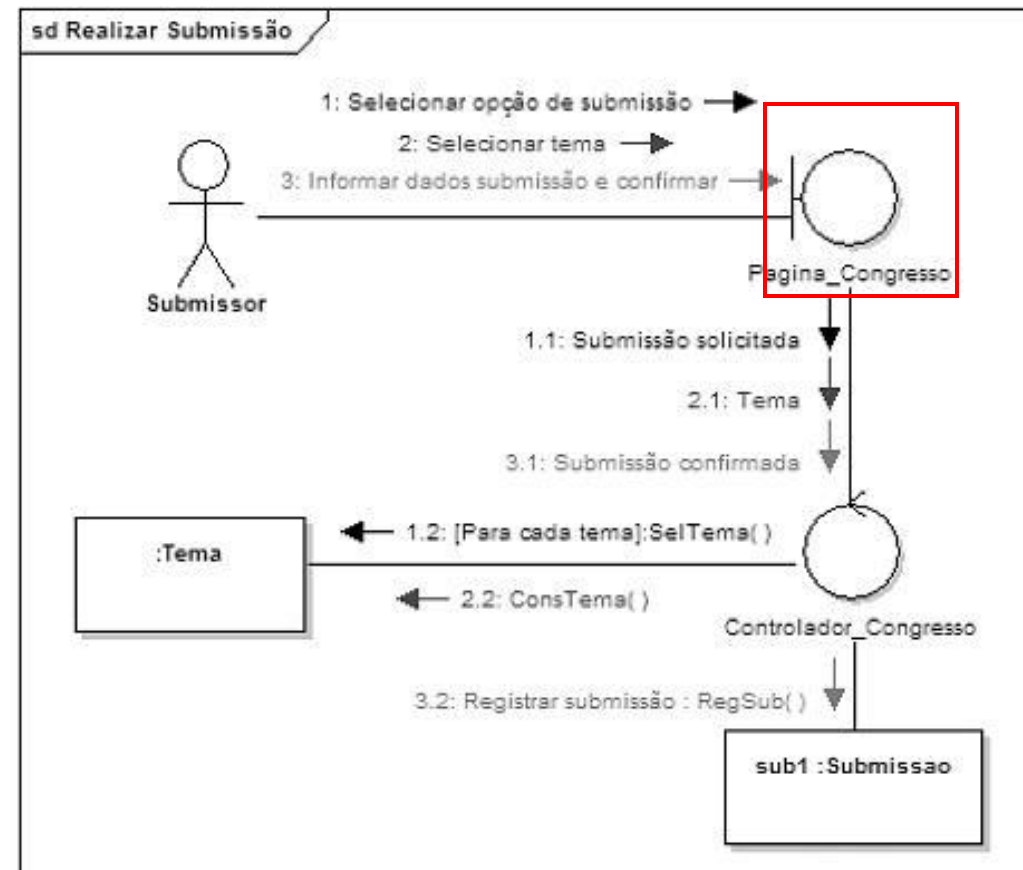 sd Realizar Submissão
1: Selecionar opção de submissão
2: Selecionar tema
3: Informar dados submissão e confirmar
Submissor
Pagina_Congresso
1.1: Submissão solicitada
2.1: Tema
3.1: Submissão confirmada
1.2: [Para cada tema]:SelTema( )
:Tema
2.2: ConsTema( )
Controlador_Congresso
3.2: Registrar submissão : RegSub( )
sub1 :Submissao